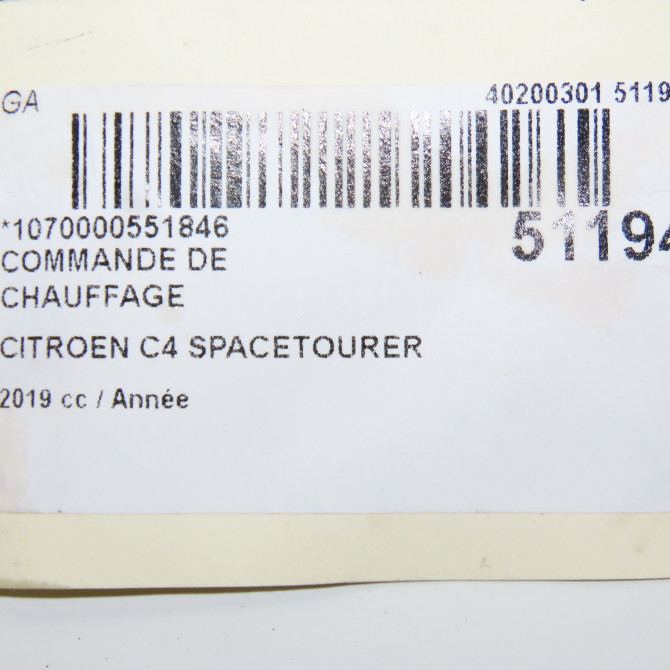 GA
40200301 5119
*1070000551846
51194
COMMANDE DE
CHAUFFAGE
CITROEN C4 SPACETOURER
2019 cc / Année